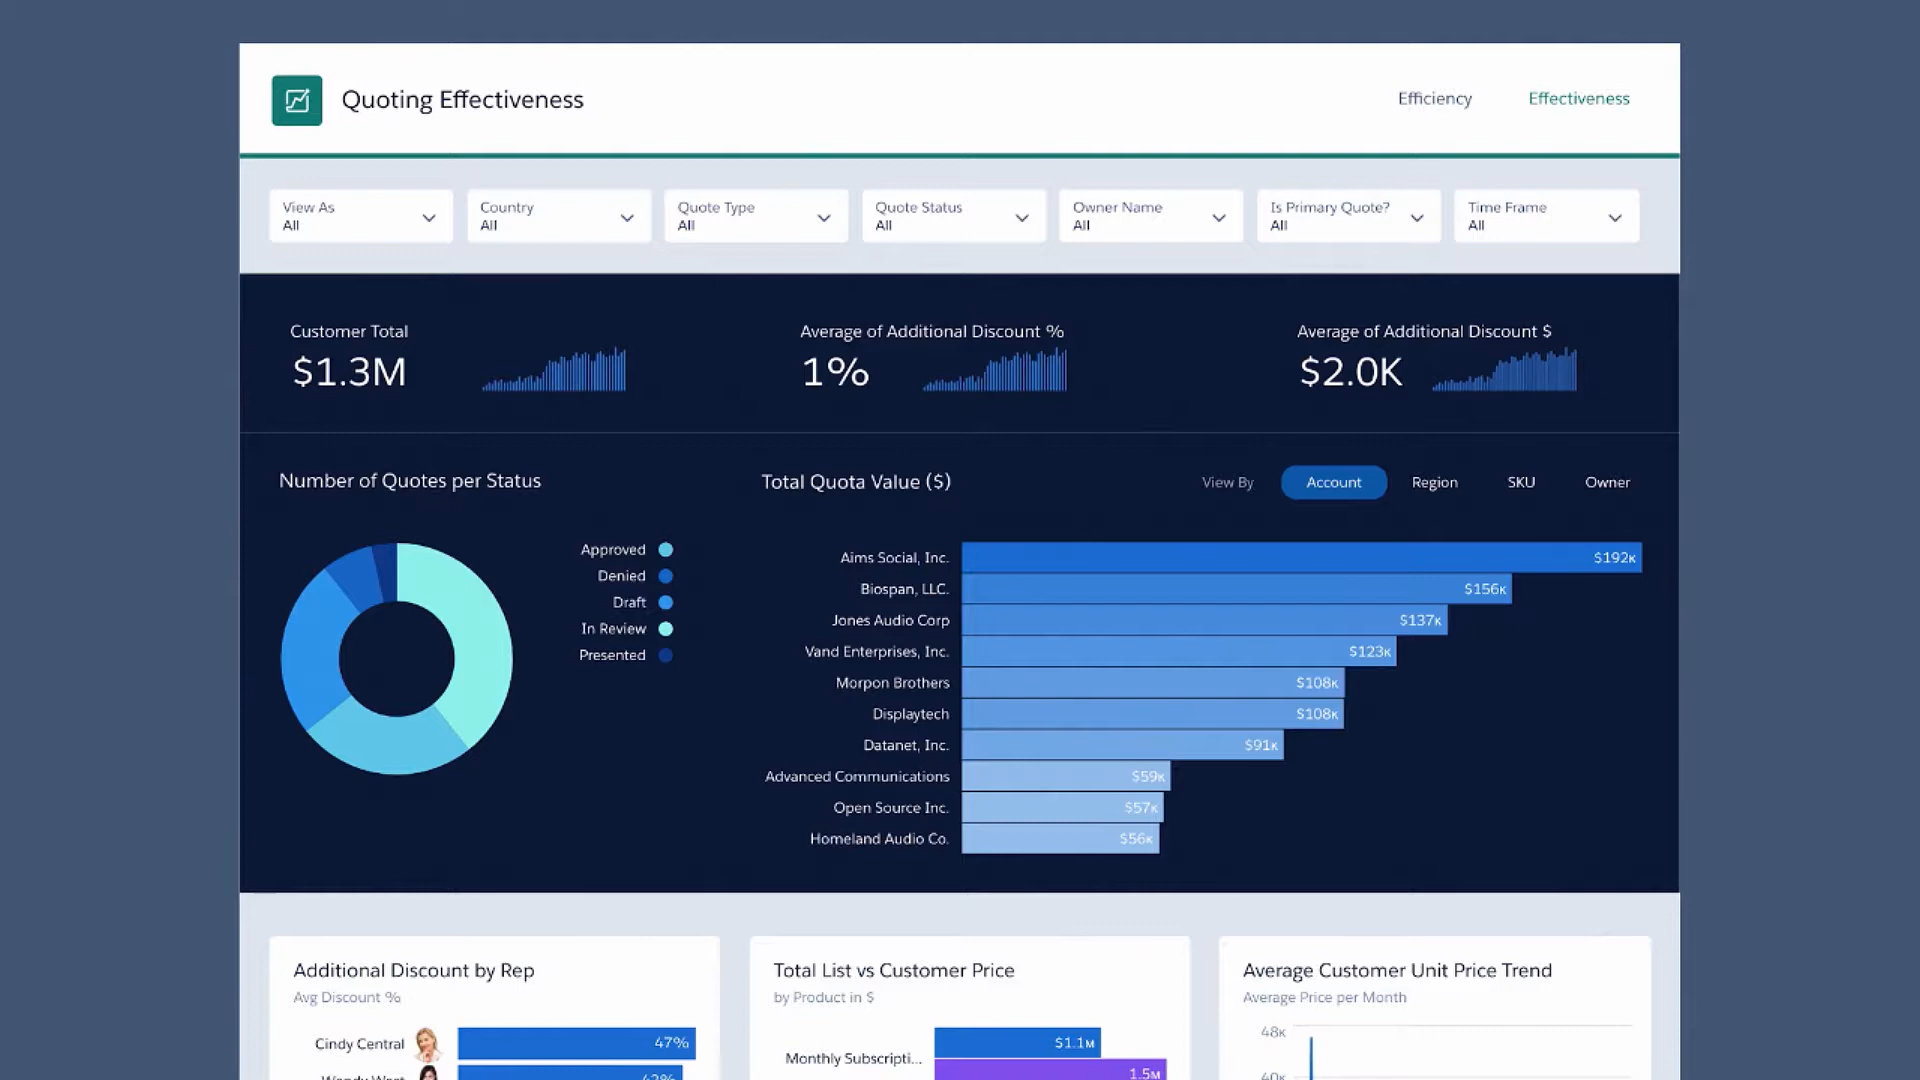 Quoting Effectiveness
Efficiency
Effectiveness
View As
All
Country
All
Quote Type
All
Quote Status
All
Owner Name
All
Is Primary Quote?
All
Time Frame
All
Customer Total
$1.3M
Average of Additional Discount %
1%
Average of Additional Discount $
$2.0K
Number of Quotes per Status
Approved
Denied
Draft
In Review
Presented
Total Quota Value ($)
View By
Account
Region
SKU
Owner
Aims Social, Inc. $192K
Biospan, LLC. $156K
Jones Audio Corp $137K
Vand Enterprises, Inc. $123K
Morpon Brothers $108K
Displaytech $108K
Datanet, Inc. $91K
Advanced Communications $59K
Open Source Inc. $57K
Homeland Audio Co. $56K
Additional Discount by Rep
Avg Discount %
Cindy Central 47%
Total List vs Customer Price
by Product in $
Monthly Subscripti...
$1.1M
1.5M
Average Customer Unit Price Trend
Average Price per Month
48K